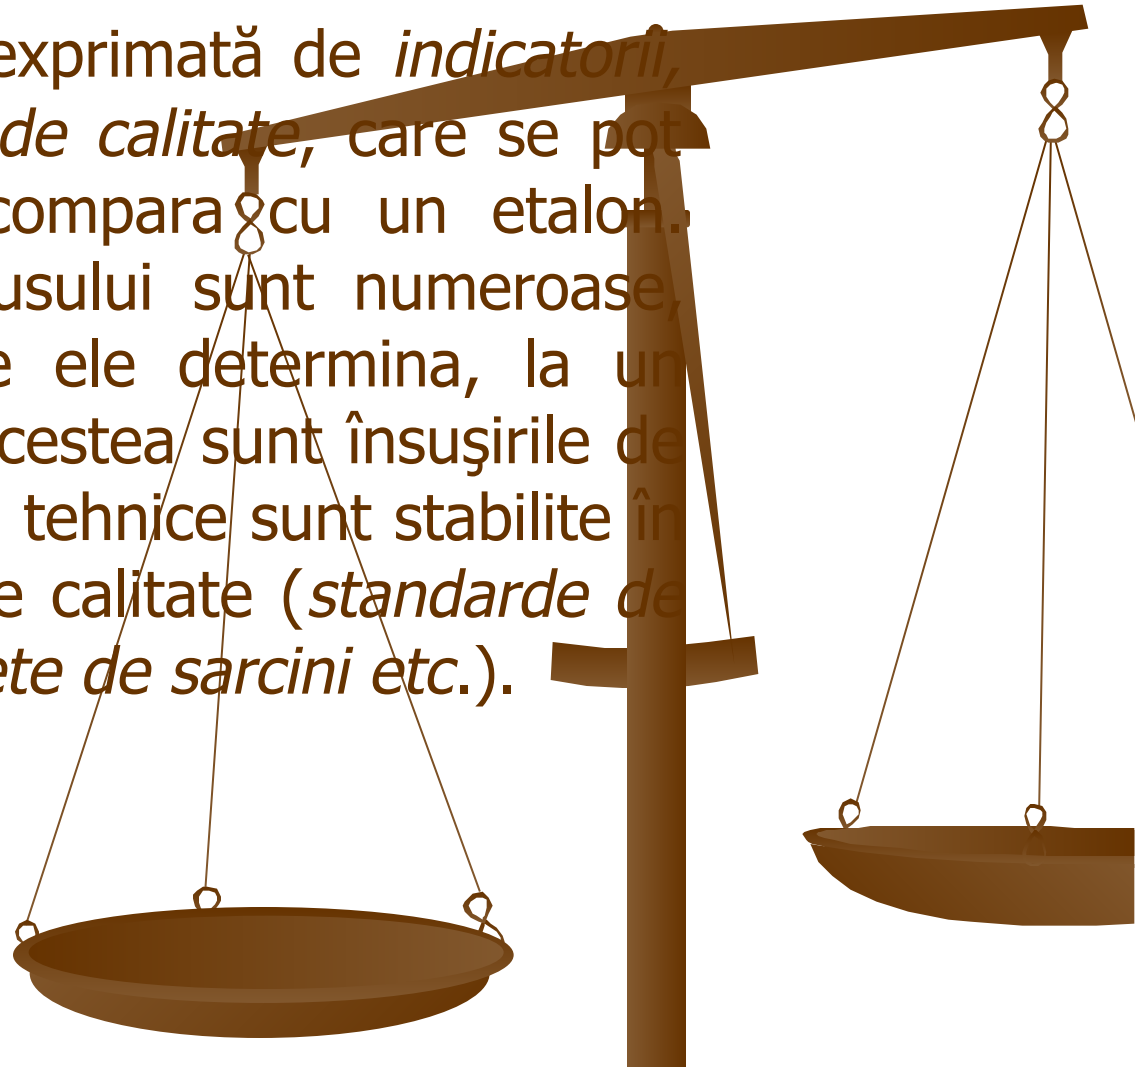 exprimată de indicatorii,
de calitate, care se pot
compara cu un etalon.
usului sunt numeroase,
e ele determina, la un
cestea sunt însuşirile de
tehnice sunt stabilite în
e calitate (standarde de
ete de sarcini etc.).